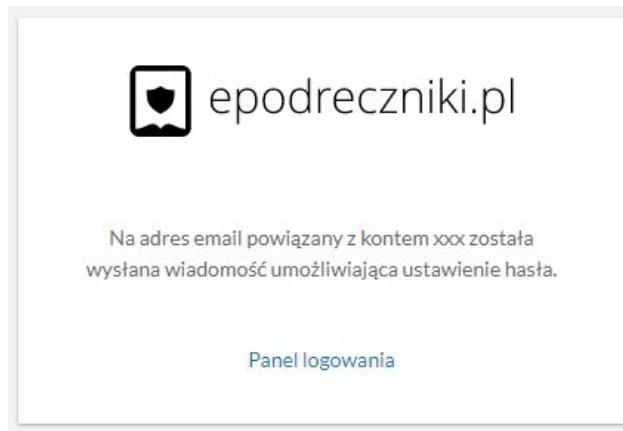 epodreczniki.pl
Na adres email powiązany z kontem xxx została
wysłana wiadomość umożliwiająca ustawienie hasła.
Panel logowania